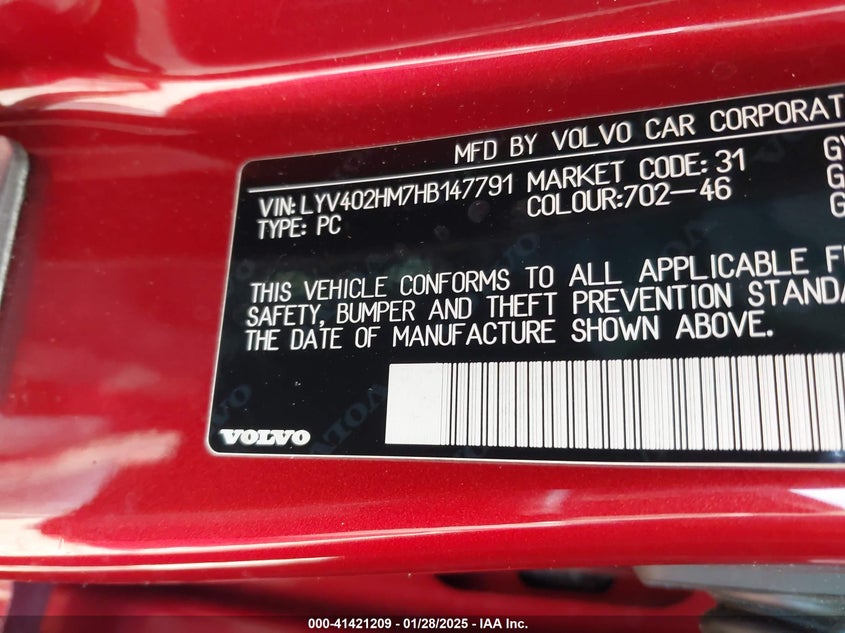 MFD BY VOLVO CAR CORPORAT
VIN: LYV402HM7HB147791 MARKET CODE: 31
TYPE: PC COLOUR:702-46
THIS VEHICLE CONFORMS TO ALL APPLICABLE F
SAFETY, BUMPER AND THEFT PREVENTION STANDA
THE DATE OF MANUFACTURE SHOWN ABOVE.
VOLVO
000-41421209 - 01/28/2025 - IAA Inc.